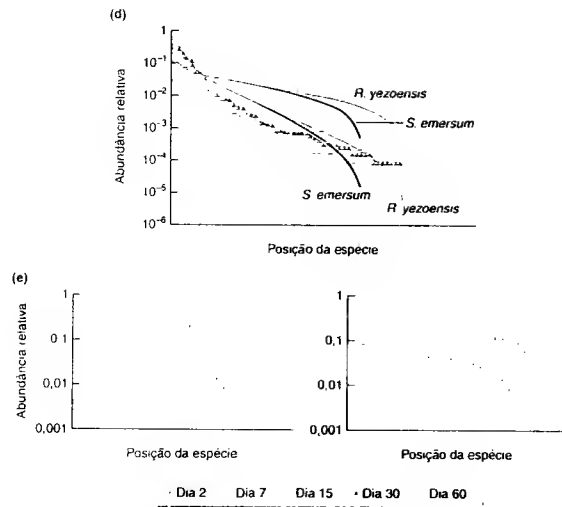 (d)
1
10⁻¹
10⁻²
10⁻³
10⁻⁴
10⁻⁵
10⁻⁶
Abundância relativa
R. yezoensis
S. emersum
S emersum
R yezoensis
Posição da espécie
(e)
1
0,1
0,01
0,001
Abundância relativa
Posição da espécie
1
0,1
0,01
0,001
Posição da espécie
Dia 2 Dia 7 Dia 15 Dia 30 Dia 60